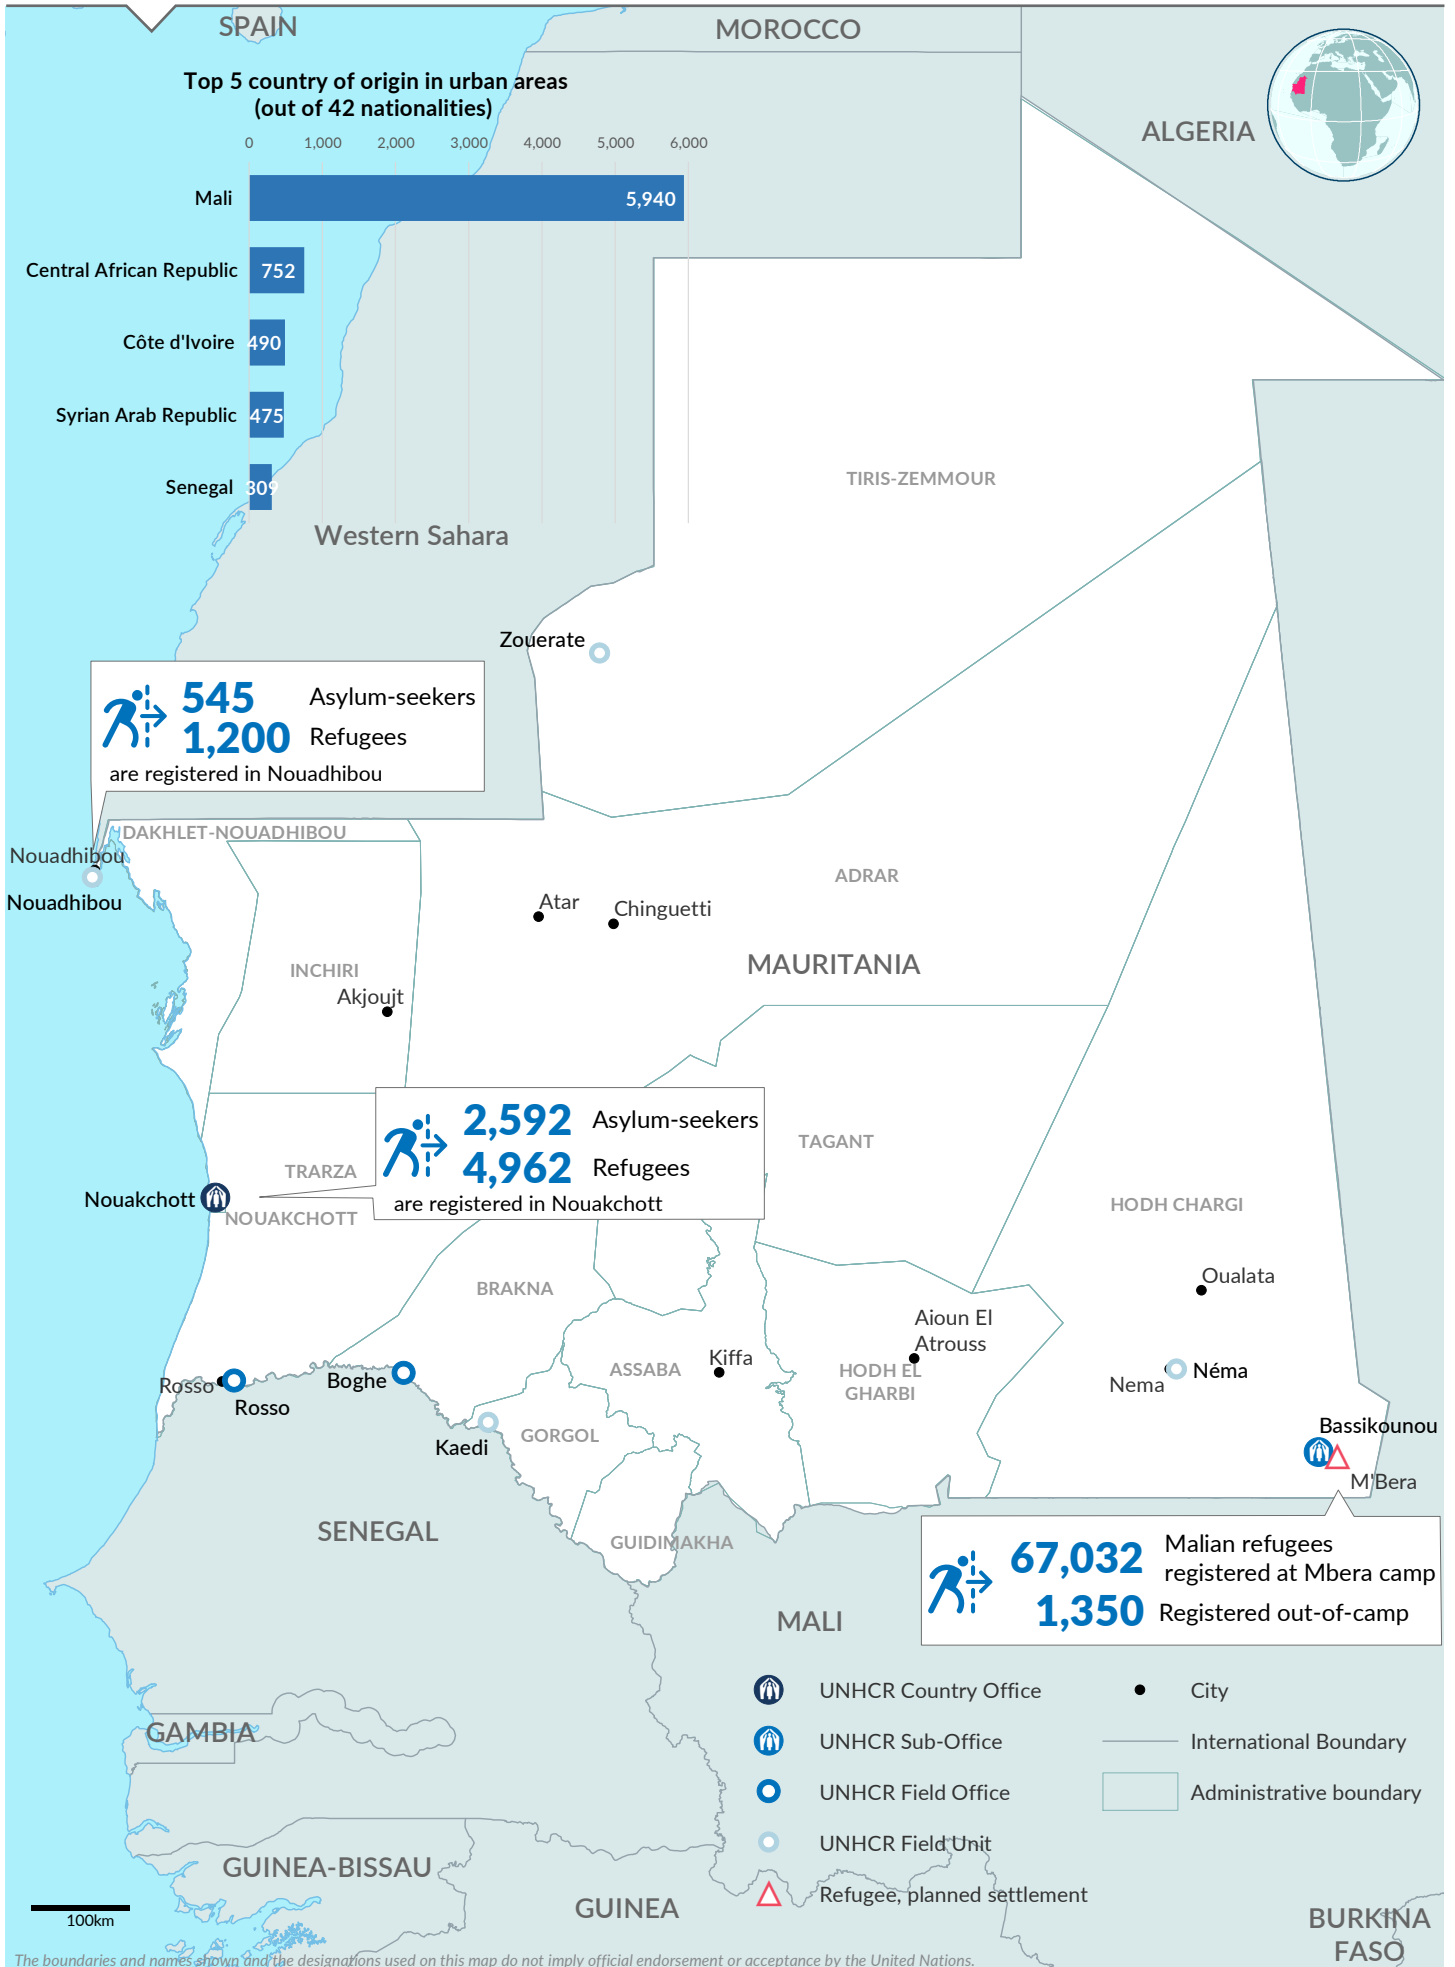 SPAIN
MOROCCO
ALGERIA
Top 5 country of origin in urban areas
(out of 42 nationalities)
0 1,000 2,000 3,000 4,000 5,000 6,000
Mali 5,940
Central African Republic 752
Côte d'Ivoire 490
Syrian Arab Republic 475
Senegal 309
Western Sahara
TIRIS-ZEMMOUR
Zouerate
545 Asylum-seekers
1,200 Refugees
are registered in Nouadhibou
DAKHLET-NOUADHIBOU
Nouadhibou
Nouadhibou
ADRAR
Atar
Chinguetti
MAURITANIA
INCHIRI
Akjoujt
2,592 Asylum-seekers
4,962 Refugees
are registered in Nouakchott
TAGANT
TRARZA
Nouakchott
NOUAKCHOTT
HODH CHARGI
BRAKNA
Oualata
Aioun El
Atrouss
ASSABA
Kiffa
HODH EL
GHARBI
Nema
Néma
Rosso
Rosso
Boghe
Kaedi
GORGOL
Bassikounou
M'Bera
SENEGAL
GUIDIMAKHA
67,032 Malian refugees
registered at Mbera camp
1,350 Registered out-of-camp
MALI
GAMBIA
UNHCR Country Office
UNHCR Sub-Office
UNHCR Field Office
UNHCR Field Unit
Refugee, planned settlement
City
International Boundary
Administrative boundary
GUINEA-BISSAU
GUINEA
BURKINA
FASO
100km
The boundaries and names shown and the designations used on this map do not imply official endorsement or acceptance by the United Nations.